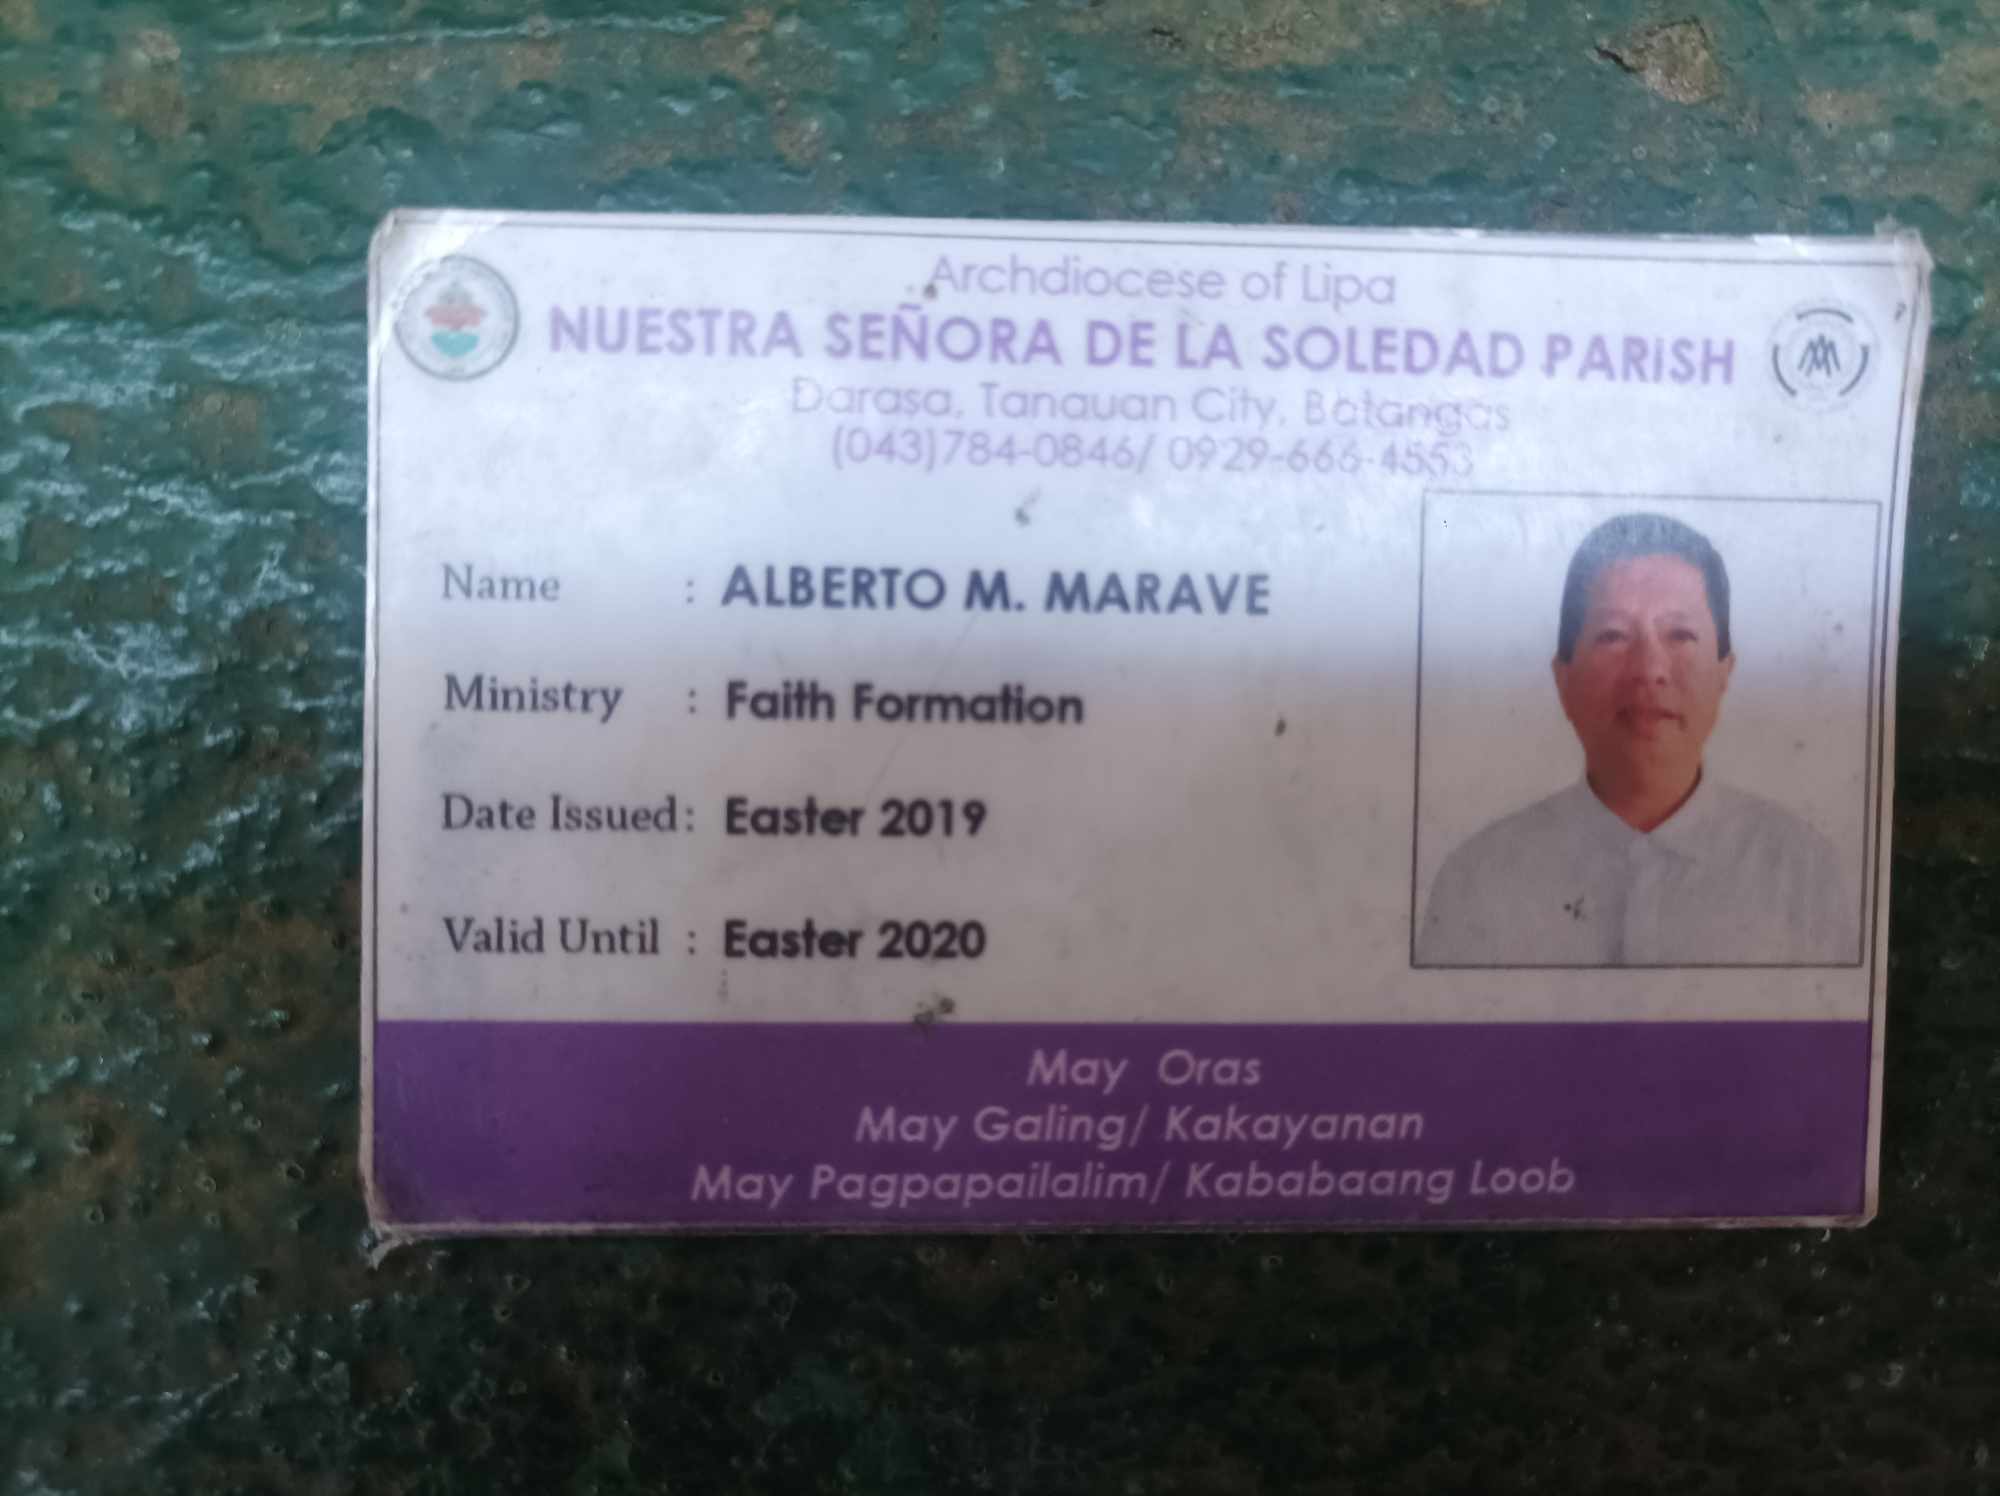 Archdiocese of Lipa
NUESTRA SEÑORA DE LA SOLEDAD PARISH
Darasa, Tanauan City, Batangas
(043)784-0846/ 0929-666-4553
Name : ALBERTO M. MARAVE
Ministry : Faith Formation
Date Issued: Easter 2019
Valid Until : Easter 2020
May Oras
May Galing/ Kakayanan
May Pagpapailalim/ Kababaang Loob